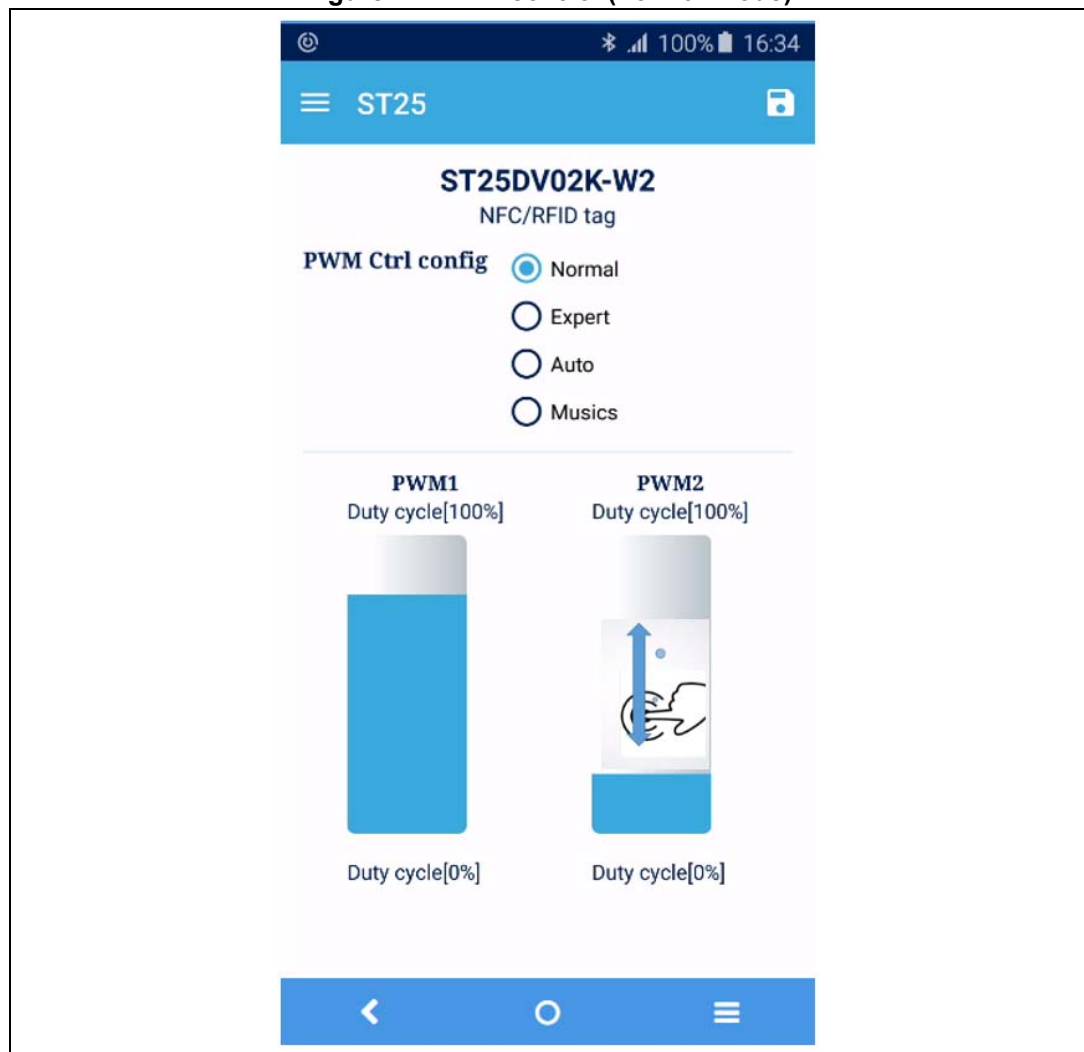 100% 16:34
ST25
ST25DV02K-W2
NFC/RFID tag
PWM Ctrl config
Normal
Expert
Auto
Musics
PWM1
Duty cycle[100%]
PWM2
Duty cycle[100%]
Duty cycle[0%]
Duty cycle[0%]